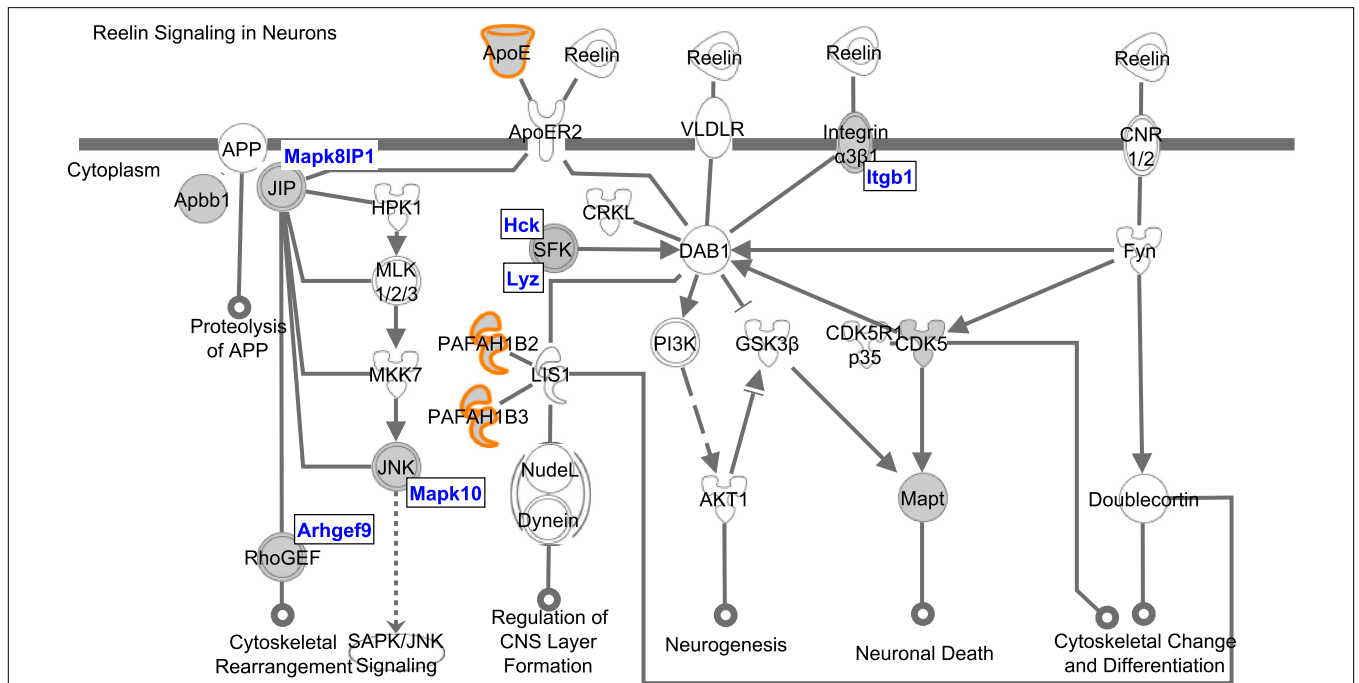 Reelin Signaling in Neurons
ApoE
Reelin
Reelin
Reelin
Reelin
APP
ApoER2
VLDLR
Integrin
α3β1
CNR
1/2
Cytoplasm
Mapk8IP1
Itgb1
Apbb1
JIP
HPK1
CRKL
Hck
SFK
DAB1
Fyn
Lyz
MLK
1/2/3
Proteolysis
of APP
PAFAH1B2
PI3K
GSK3β
CDK5R1
p35
CDK5
MKK7
LIS1
PAFAH1B3
JNK
Mapk10
NudeL
Dynein
AKT1
Mapt
Doublecortin
Arhgef9
RhoGEF
Cytoskeletal
Rearrangement
SAPK/JNK
Signaling
Regulation of
CNS Layer
Formation
Neurogenesis
Neuronal Death
Cytoskeletal Change
and Differentiation